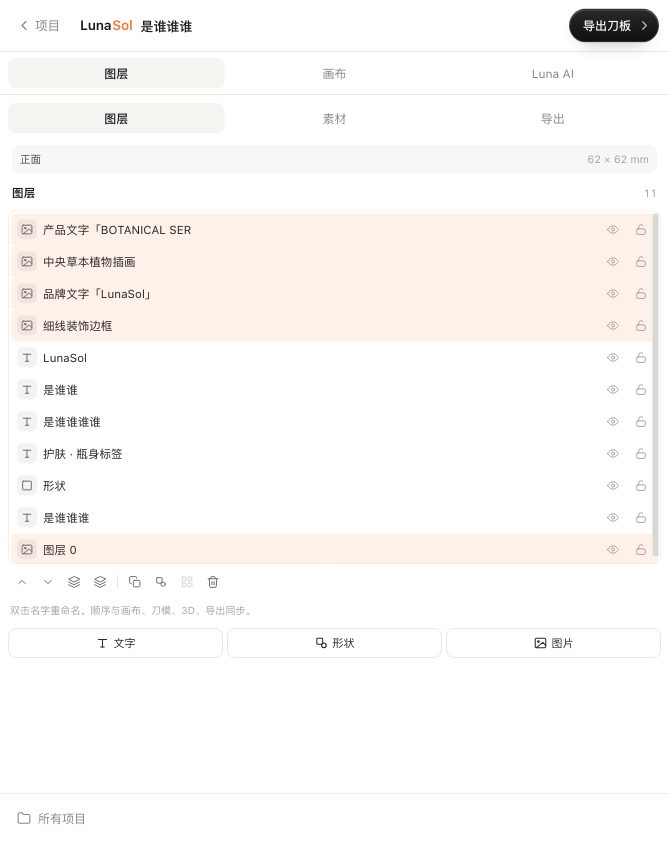 项目 LunaSol 是谁谁谁 导出刀板
图层 画布 Luna AI
图层 素材 导出
正面 62 × 62 mm
图层 11
产品文字「BOTANICAL SER
中央草本植物插画
品牌文字「LunaSol」
细线装饰边框
LunaSol
是谁谁
是谁谁谁谁
护肤 · 瓶身标签
形状
是谁谁谁
图层 0
双击名字重命名。顺序与画布、刀模、3D、导出同步。
文字 形状 图片
所有项目